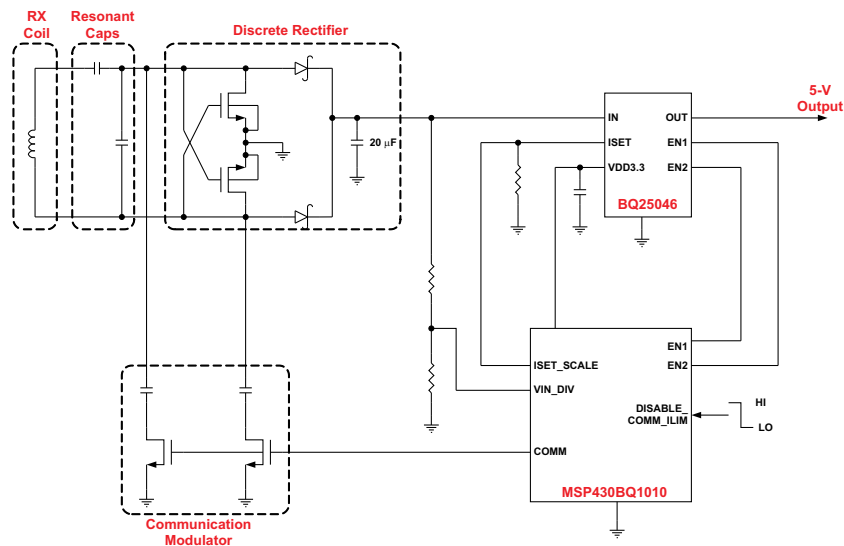 RX
Coil
Resonant
Caps
Discrete Rectifier
20 μF
5-V
Output
IN
OUT
ISET
EN1
VDD3.3
EN2
BQ25046
EN1
ISET_SCALE
EN2
VIN_DIV
DISABLE_
COMM_ILIM
HI
LO
COMM
MSP430BQ1010
Communication
Modulator